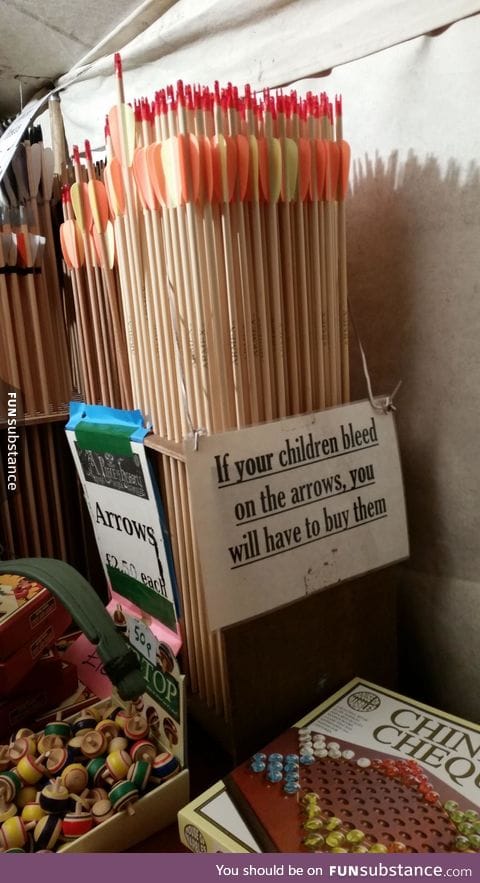 If your children bleed
on the arrows, you
will have to buy them
Arrows
£2.50 each
50p
TOP
CHIN
CHEQU
FUNsubstance
You should be on FUNsubstance.com